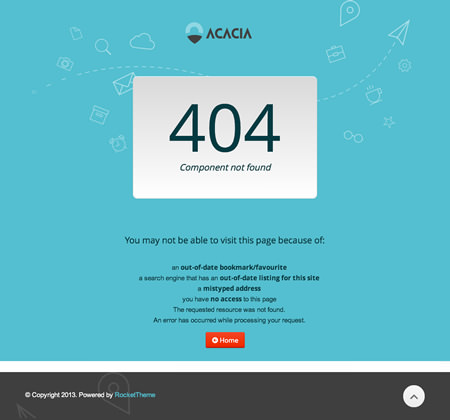 ACACIA
404
Component not found
You may not be able to visit this page because of:
an out-of-date bookmark/favourite
a search engine that has an out-of-date listing for this site
a mistyped address
you have no access to this page
The requested resource was not found.
An error has occurred while processing your request.
Home
© Copyright 2013. Powered by RocketTheme